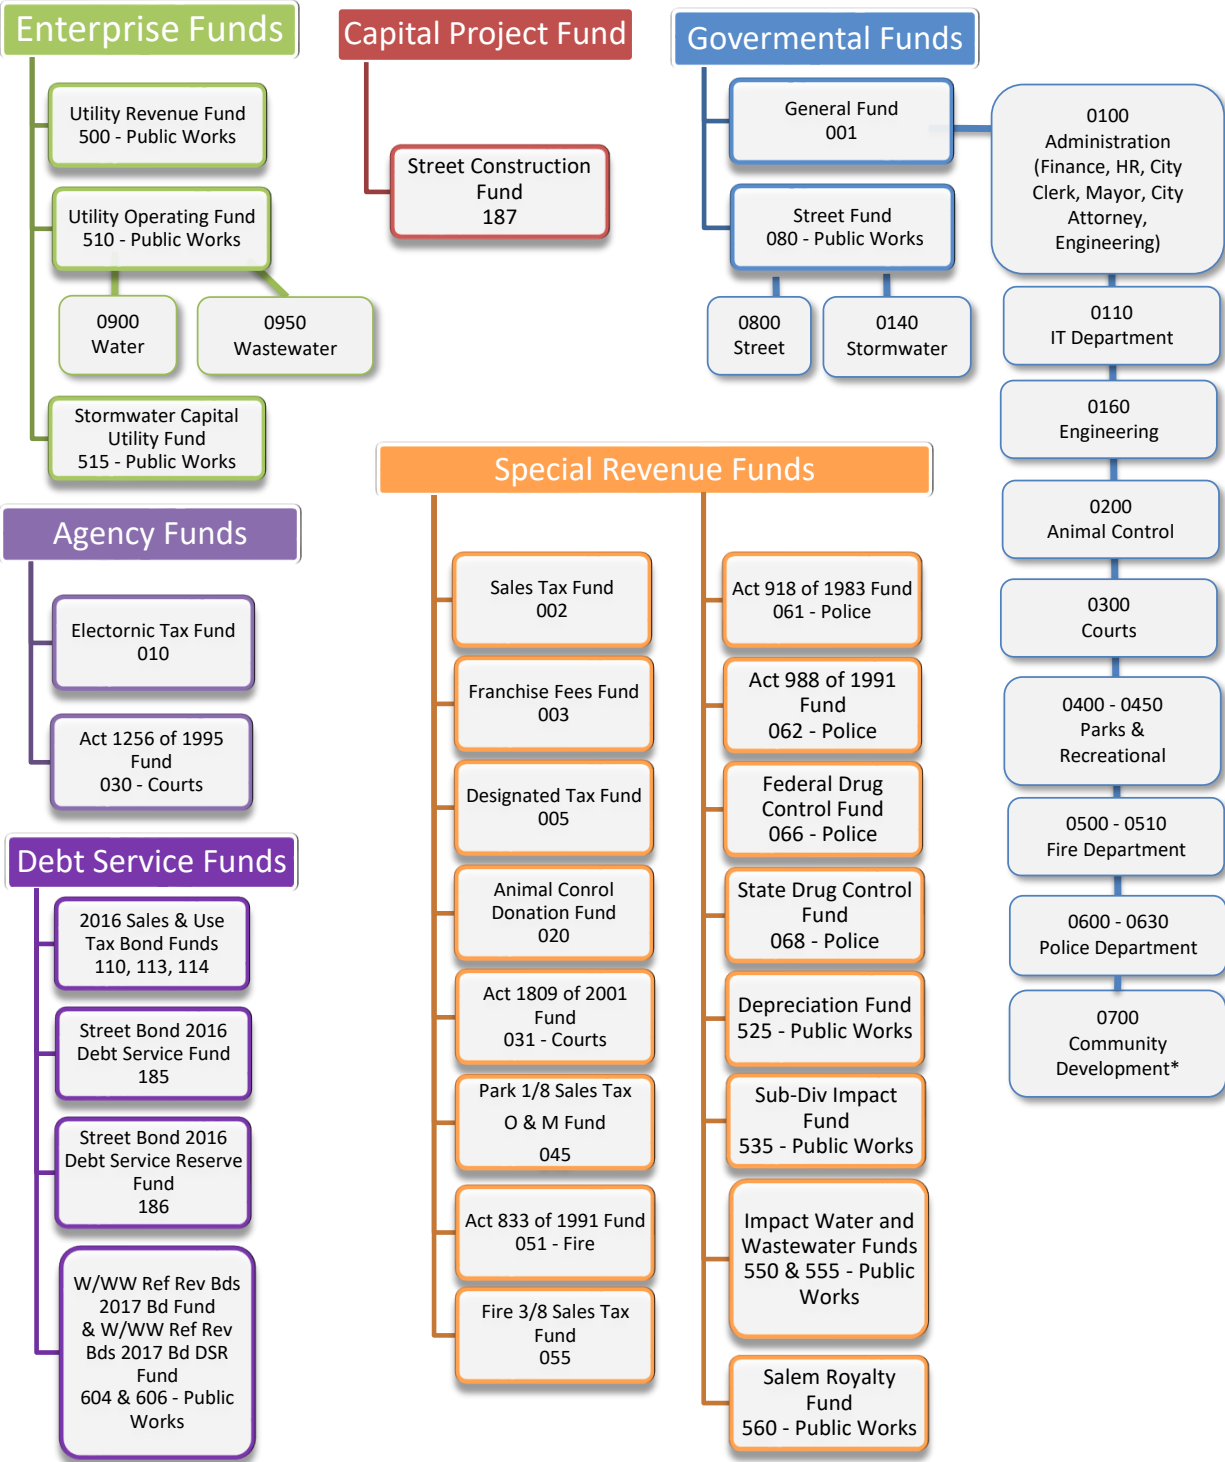 Enterprise Funds
Utility Revenue Fund
500 - Public Works
Utility Operating Fund
510 - Public Works
0900
Water
0950
Wastewater
Stormwater Capital
Utility Fund
515 - Public Works
Capital Project Fund
Street Construction
Fund
187
Govermental Funds
General Fund
001
Street Fund
080 - Public Works
0800
Street
0140
Stormwater
0100
Administration
(Finance, HR, City
Clerk, Mayor, City
Attorney,
Engineering)
0110
IT Department
0160
Engineering
0200
Animal Control
0300
Courts
0400 - 0450
Parks &
Recreational
0500 - 0510
Fire Department
0600 - 0630
Police Department
0700
Community
Development*
Agency Funds
Electornic Tax Fund
010
Act 1256 of 1995
Fund
030 - Courts
Debt Service Funds
2016 Sales & Use
Tax Bond Funds
110, 113, 114
Street Bond 2016
Debt Service Fund
185
Street Bond 2016
Debt Service Reserve
Fund
186
W/WW Ref Rev Bds
2017 Bd Fund
& W/WW Ref Rev
Bds 2017 Bd DSR
Fund
604 & 606 - Public
Works
Special Revenue Funds
Sales Tax Fund
002
Franchise Fees Fund
003
Designated Tax Fund
005
Animal Conrol
Donation Fund
020
Act 1809 of 2001
Fund
031 - Courts
Park 1/8 Sales Tax
O & M Fund
045
Act 833 of 1991 Fund
051 - Fire
Fire 3/8 Sales Tax
Fund
055
Act 918 of 1983 Fund
061 - Police
Act 988 of 1991
Fund
062 - Police
Federal Drug
Control Fund
066 - Police
State Drug Control
Fund
068 - Police
Depreciation Fund
525 - Public Works
Sub-Div Impact
Fund
535 - Public Works
Impact Water and
Wastewater Funds
550 & 555 - Public
Works
Salem Royalty
Fund
560 - Public Works